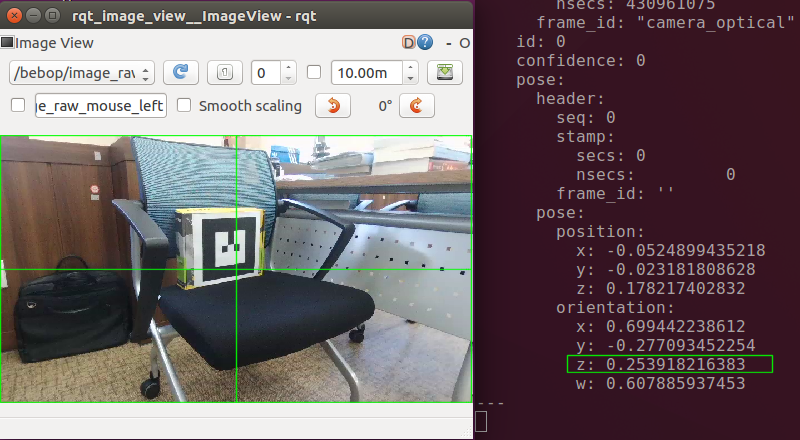 rqt_image_view__ImageView - rqt
Image View
D
- O
/bebop/image_raw
0
10.00m
ge_raw_mouse_left
Smooth scaling
0°
nsecs: 430961075
frame_id: "camera_optical"
id: 0
confidence: 0
pose:
header:
seq: 0
stamp:
secs: 0
nsecs: 0
frame_id: ''
pose:
position:
x: -0.0524899435218
y: -0.023181808628
z: 0.178217402832
orientation:
x: 0.699442238612
y: -0.277093452254
z: 0.253918216383
w: 0.607885937453
---